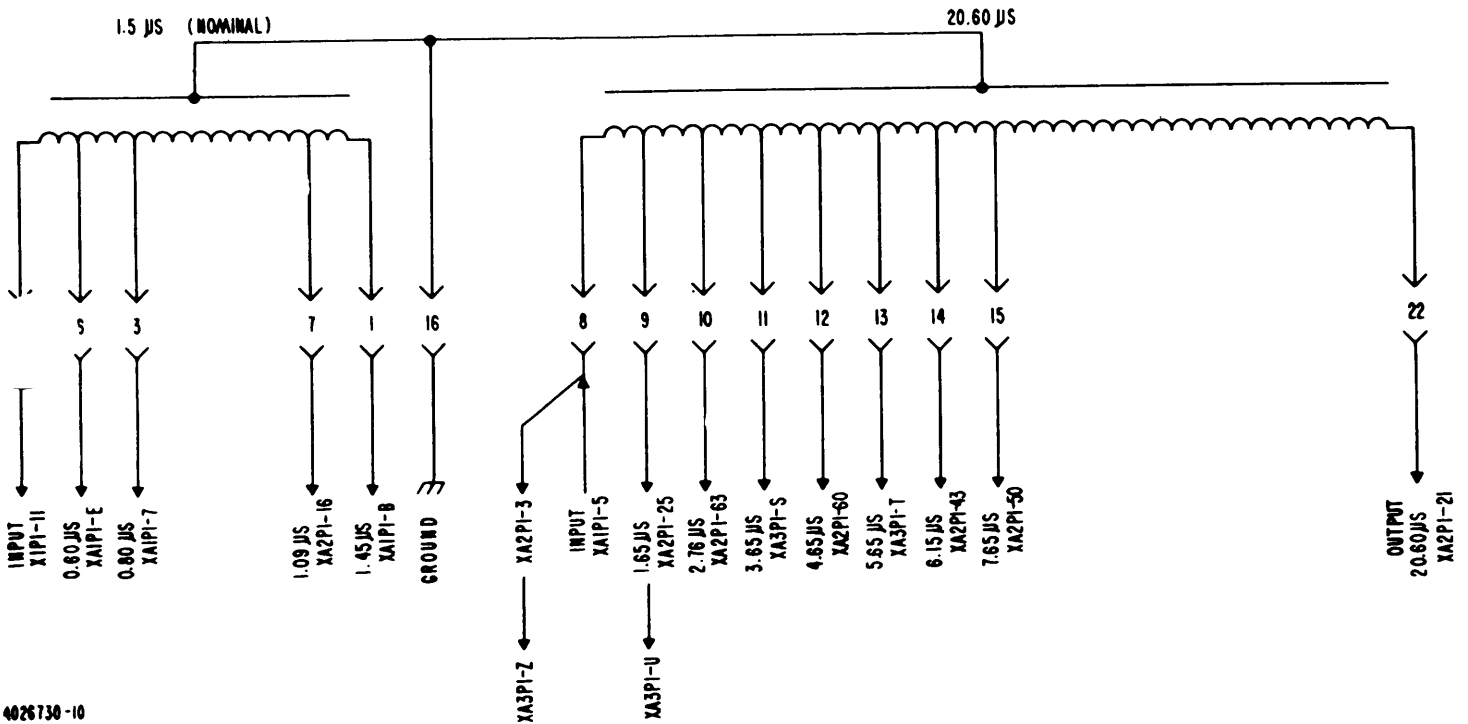 1.5 µS (NOMINAL)
20.60 µS
S
3
7
1
16
8
9
10
11
12
13
14
15
22
INPUT
X1P1-11
0.60 µS
XA1P1-E
0.80 µS
XA1P1-7
1.09 µS
XA2P1-16
1.45 µS
XA1P1-B
GROUND
XA2P1-3
INPUT
XA1P1-5
1.65 µS
XA2P1-25
2.76 µS
XA2P1-63
3.65 µS
XA3P1-S
4.65 µS
XA2P1-60
5.65 µS
XA3P1-T
6.15 µS
XA2P1-43
7.65 µS
XA2P1-50
OUTPUT
20.60 µS
XA2P1-21
XA3P1-Z
XA3P1-U
4026730-10